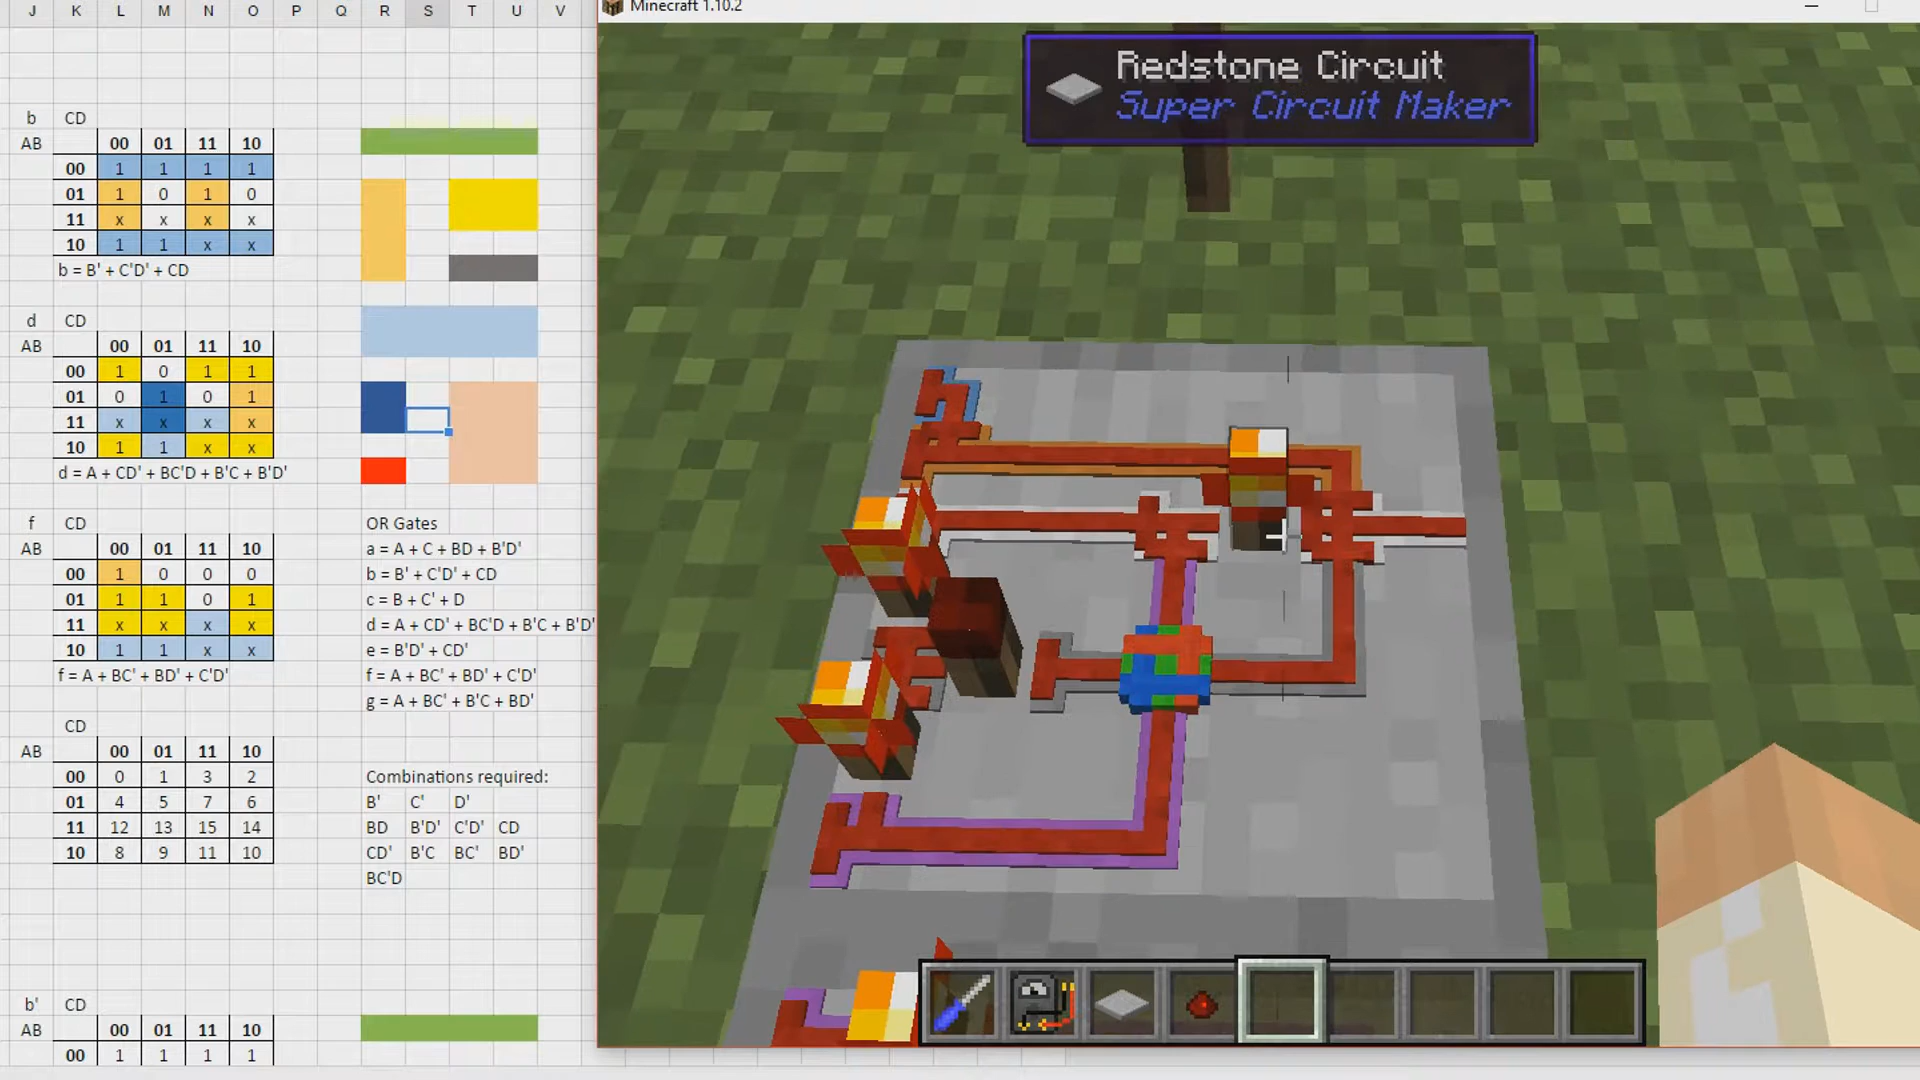 J K L M N O P Q R S T U V
Minecraft 1.10.2
Redstone Circuit
Super Circuit Maker
b CD
AB 00 01 11 10
00 1 1 1 1
01 1 0 1 0
11 x x x x
10 1 1 x x
b = B' + C'D' + CD
d CD
AB 00 01 11 10
00 1 0 1 1
01 0 1 0 1
11 x x x x
10 1 1 x x
d = A + CD' + BC'D + B'C + B'D'
f CD
AB 00 01 11 10
00 1 0 0 0
01 1 1 0 1
11 x x x x
10 1 1 x x
f = A + BC' + BD' + C'D'
CD
AB 00 01 11 10
00 0 1 3 2
01 4 5 7 6
11 12 13 15 14
10 8 9 11 10
OR Gates
a = A + C + BD + B'D'
b = B' + C'D' + CD
c = B + C' + D
d = A + CD' + BC'D + B'C + B'D'
e = B'D' + CD'
f = A + BC' + BD' + C'D'
g = A + BC' + B'C + BD'
Combinations required:
B' C' D'
BD B'D' C'D' CD
CD' B'C BC' BD'
BC'D
b' CD
AB 00 01 11 10
00 1 1 1 1